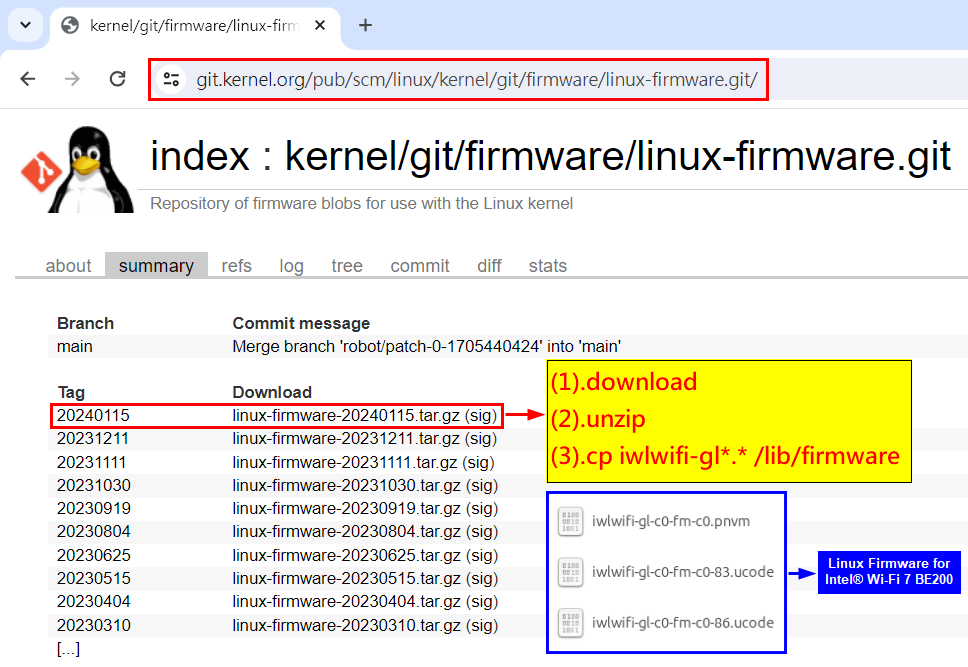 kernel/git/firmware/linux-firm
git.kernel.org/pub/scm/linux/kernel/git/firmware/linux-firmware.git/
index : kernel/git/firmware/linux-firmware.git
Repository of firmware blobs for use with the Linux kernel
about summary refs log tree commit diff stats
Branch Commit message
main Merge branch 'robot/patch-0-1705440424' into 'main'
Tag Download
20240115 linux-firmware-20240115.tar.gz (sig)
20231211 linux-firmware-20231211.tar.gz (sig)
20231111 linux-firmware-20231111.tar.gz (sig)
20231030 linux-firmware-20231030.tar.gz (sig)
20230919 linux-firmware-20230919.tar.gz (sig)
20230804 linux-firmware-20230804.tar.gz (sig)
20230625 linux-firmware-20230625.tar.gz (sig)
20230515 linux-firmware-20230515.tar.gz (sig)
20230404 linux-firmware-20230404.tar.gz (sig)
20230310 linux-firmware-20230310.tar.gz (sig)
[...]
(1).download
(2).unzip
(3).cp iwlwifi-gl*.* /lib/firmware
iwlwifi-gl-c0-fm-c0.pnvm
iwlwifi-gl-c0-fm-c0-83.ucode
iwlwifi-gl-c0-fm-c0-86.ucode
Linux Firmware for
Intel® Wi-Fi 7 BE200